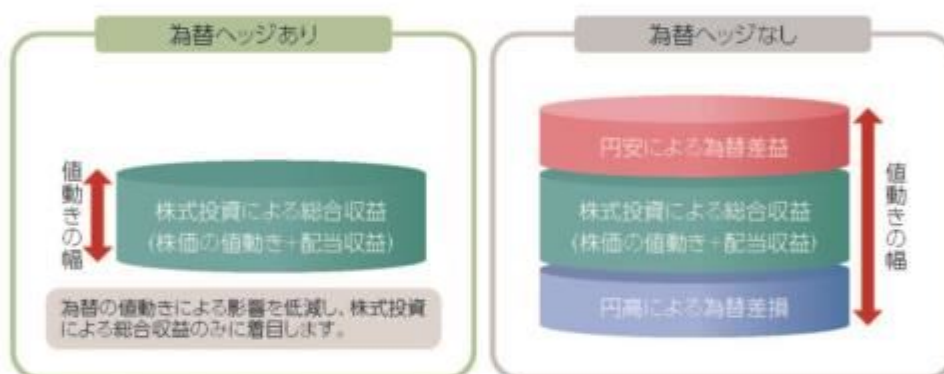 為替ヘッジあり
値動きの幅
株式投資による総合収益
(株価の値動き+配当収益)
為替の値動きによる影響を低減し、株式投資
による総合収益のみに着目します。
為替ヘッジなし
円安による為替差益
株式投資による総合収益
(株価の値動き+配当収益)
円高による為替差損
値動きの幅